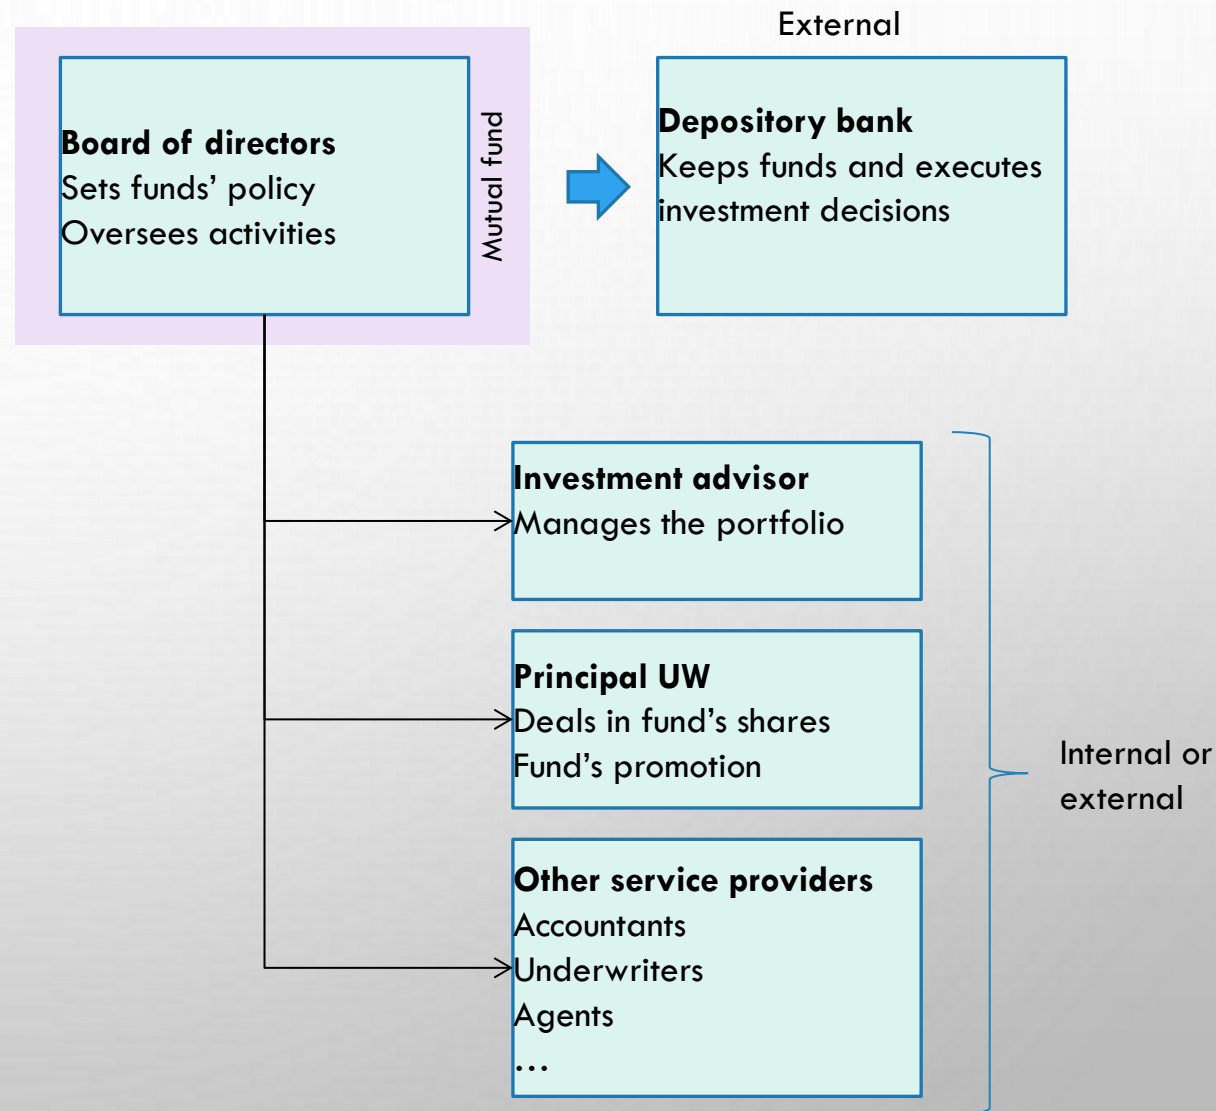 External
Board of directors
Sets funds’ policy
Oversees activities
Mutual fund
Depository bank
Keeps funds and executes
investment decisions
Investment advisor
Manages the portfolio
Principal UW
Deals in fund’s shares
Fund’s promotion
Other service providers
Accountants
Underwriters
Agents
…
Internal or
external